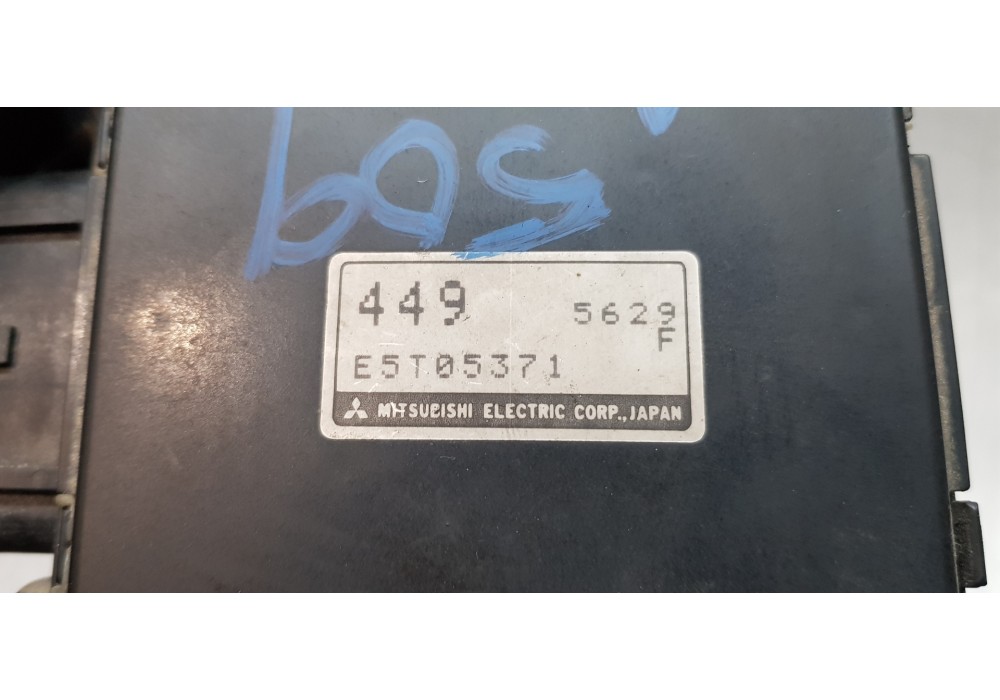 449 5629
F
E5T05371
MITSUBISHI ELECTRIC CORP., JAPAN